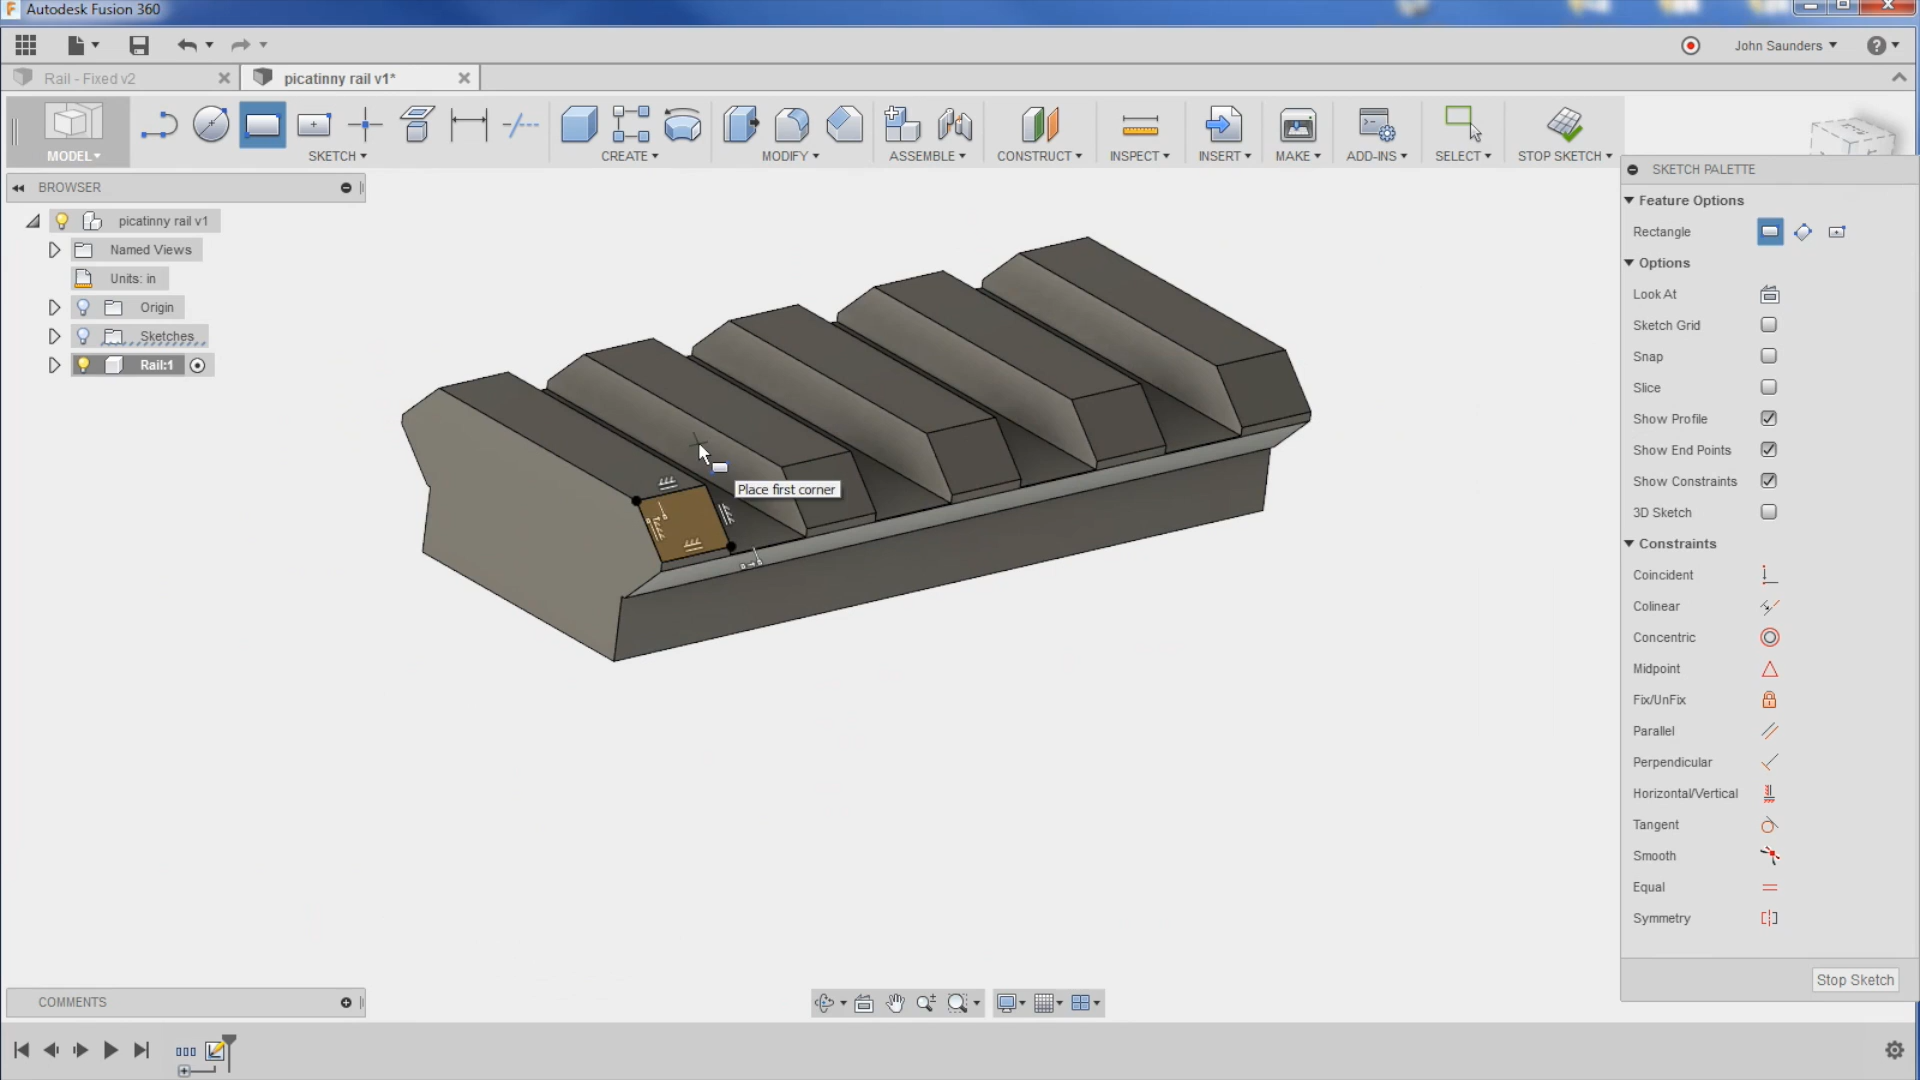 Autodesk Fusion 360
John Saunders
Rail - Fixed v2
picatinny rail v1*
MODEL
SKETCH
CREATE
MODIFY
ASSEMBLE
CONSTRUCT
INSPECT
INSERT
MAKE
ADD-INS
SELECT
STOP SKETCH
BROWSER
picatinny rail v1
Named Views
Units: in
Origin
Sketches
Rail:1
Place first corner
SKETCH PALETTE
Feature Options
Rectangle
Options
Look At
Sketch Grid
Snap
Slice
Show Profile
Show End Points
Show Constraints
3D Sketch
Constraints
Coincident
Colinear
Concentric
Midpoint
Fix/UnFix
Parallel
Perpendicular
Horizontal/Vertical
Tangent
Smooth
Equal
Symmetry
Stop Sketch
COMMENTS